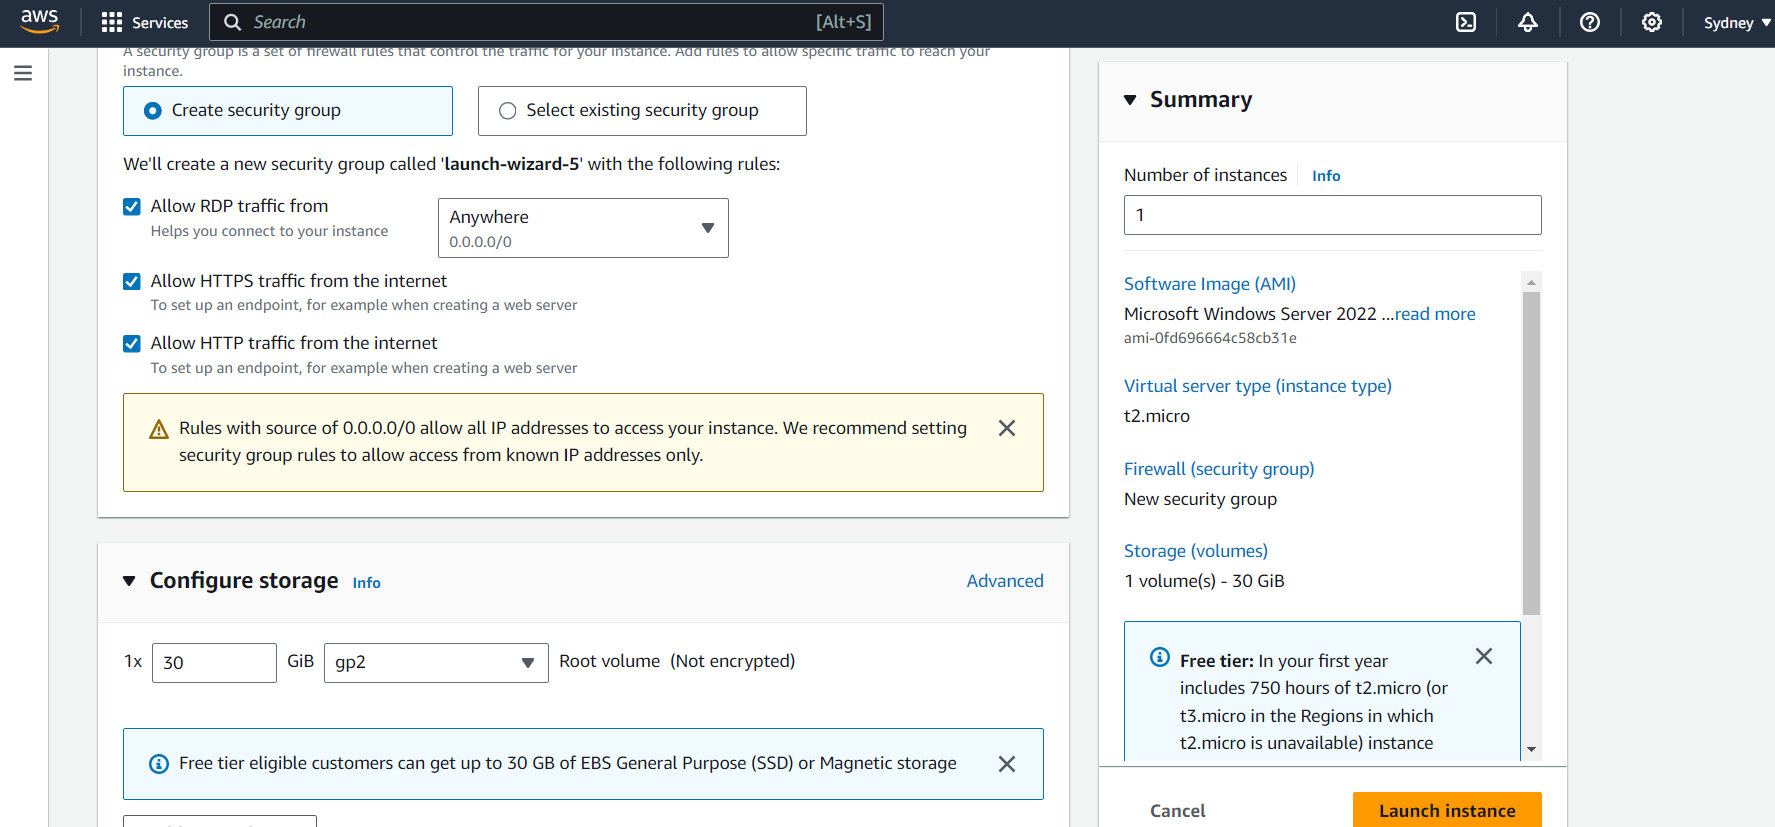 aws
Services
Search
[Alt+S]
Sydney
A security group is a set of firewall rules that control the traffic for your instance. Add rules to allow specific traffic to reach your
instance.
Create security group
Select existing security group
We'll create a new security group called 'launch-wizard-5' with the following rules:
Allow RDP traffic from
Helps you connect to your instance
Anywhere
0.0.0.0/0
Allow HTTPS traffic from the internet
To set up an endpoint, for example when creating a web server
Allow HTTP traffic from the internet
To set up an endpoint, for example when creating a web server
Rules with source of 0.0.0.0/0 allow all IP addresses to access your instance. We recommend setting
security group rules to allow access from known IP addresses only.
Configure storage Info
Advanced
1x 30 GiB gp2 Root volume (Not encrypted)
Free tier eligible customers can get up to 30 GB of EBS General Purpose (SSD) or Magnetic storage
Summary
Number of instances Info
1
Software Image (AMI)
Microsoft Windows Server 2022 ...read more
ami-0fd696664c58cb31e
Virtual server type (instance type)
t2.micro
Firewall (security group)
New security group
Storage (volumes)
1 volume(s) - 30 GiB
Free tier: In your first year
includes 750 hours of t2.micro (or
t3.micro in the Regions in which
t2.micro is unavailable) instance
Cancel
Launch instance